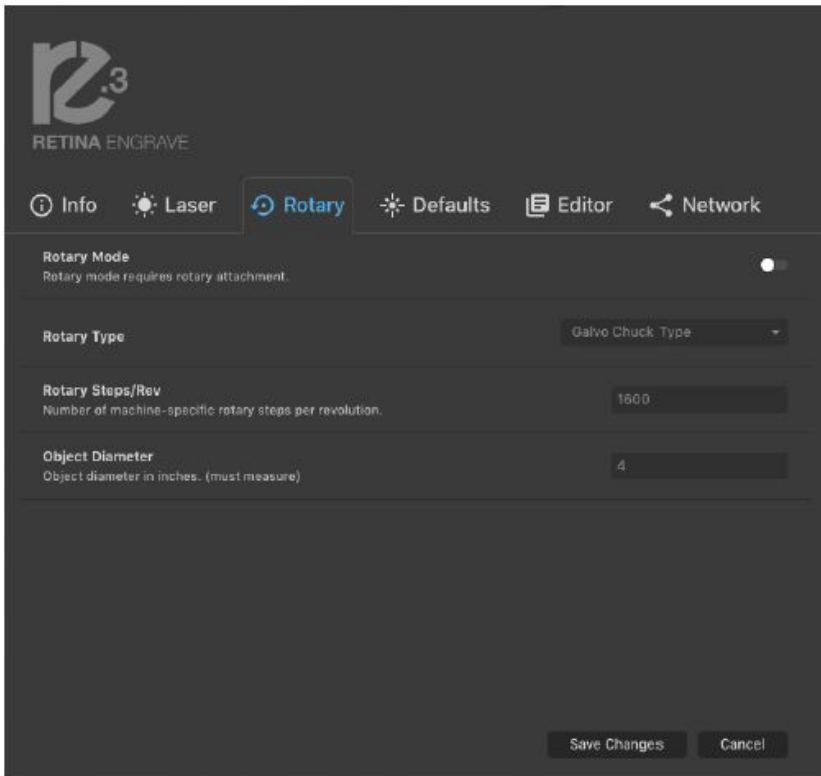 re.3
RETINA ENGRAVE
Info Laser Rotary Defaults Editor Network
Rotary Mode
Rotary mode requires rotary attachment.
Rotary Type
Galvo Chuck Type
Rotary Steps/Rev
Number of machine-specific rotary steps per revolution.
1600
Object Diameter
Object diameter in inches. (must measure)
4
Save Changes Cancel